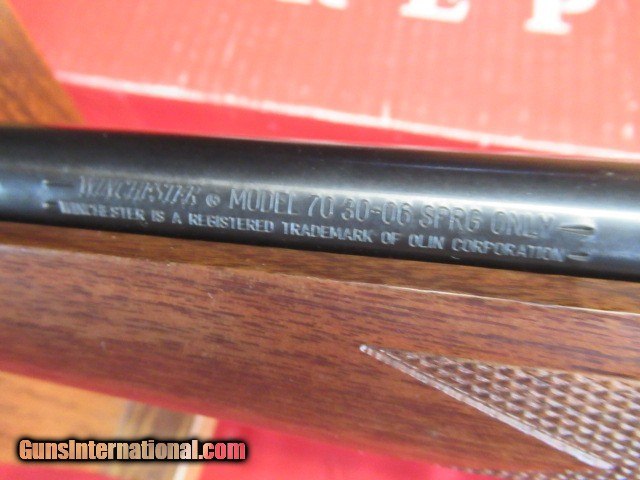 R E P
WINCHESTER ® MODEL 70 30-06 SPRG ONLY
WINCHESTER IS A REGISTERED TRADEMARK OF OLIN CORPORATION
GunsInternational.com